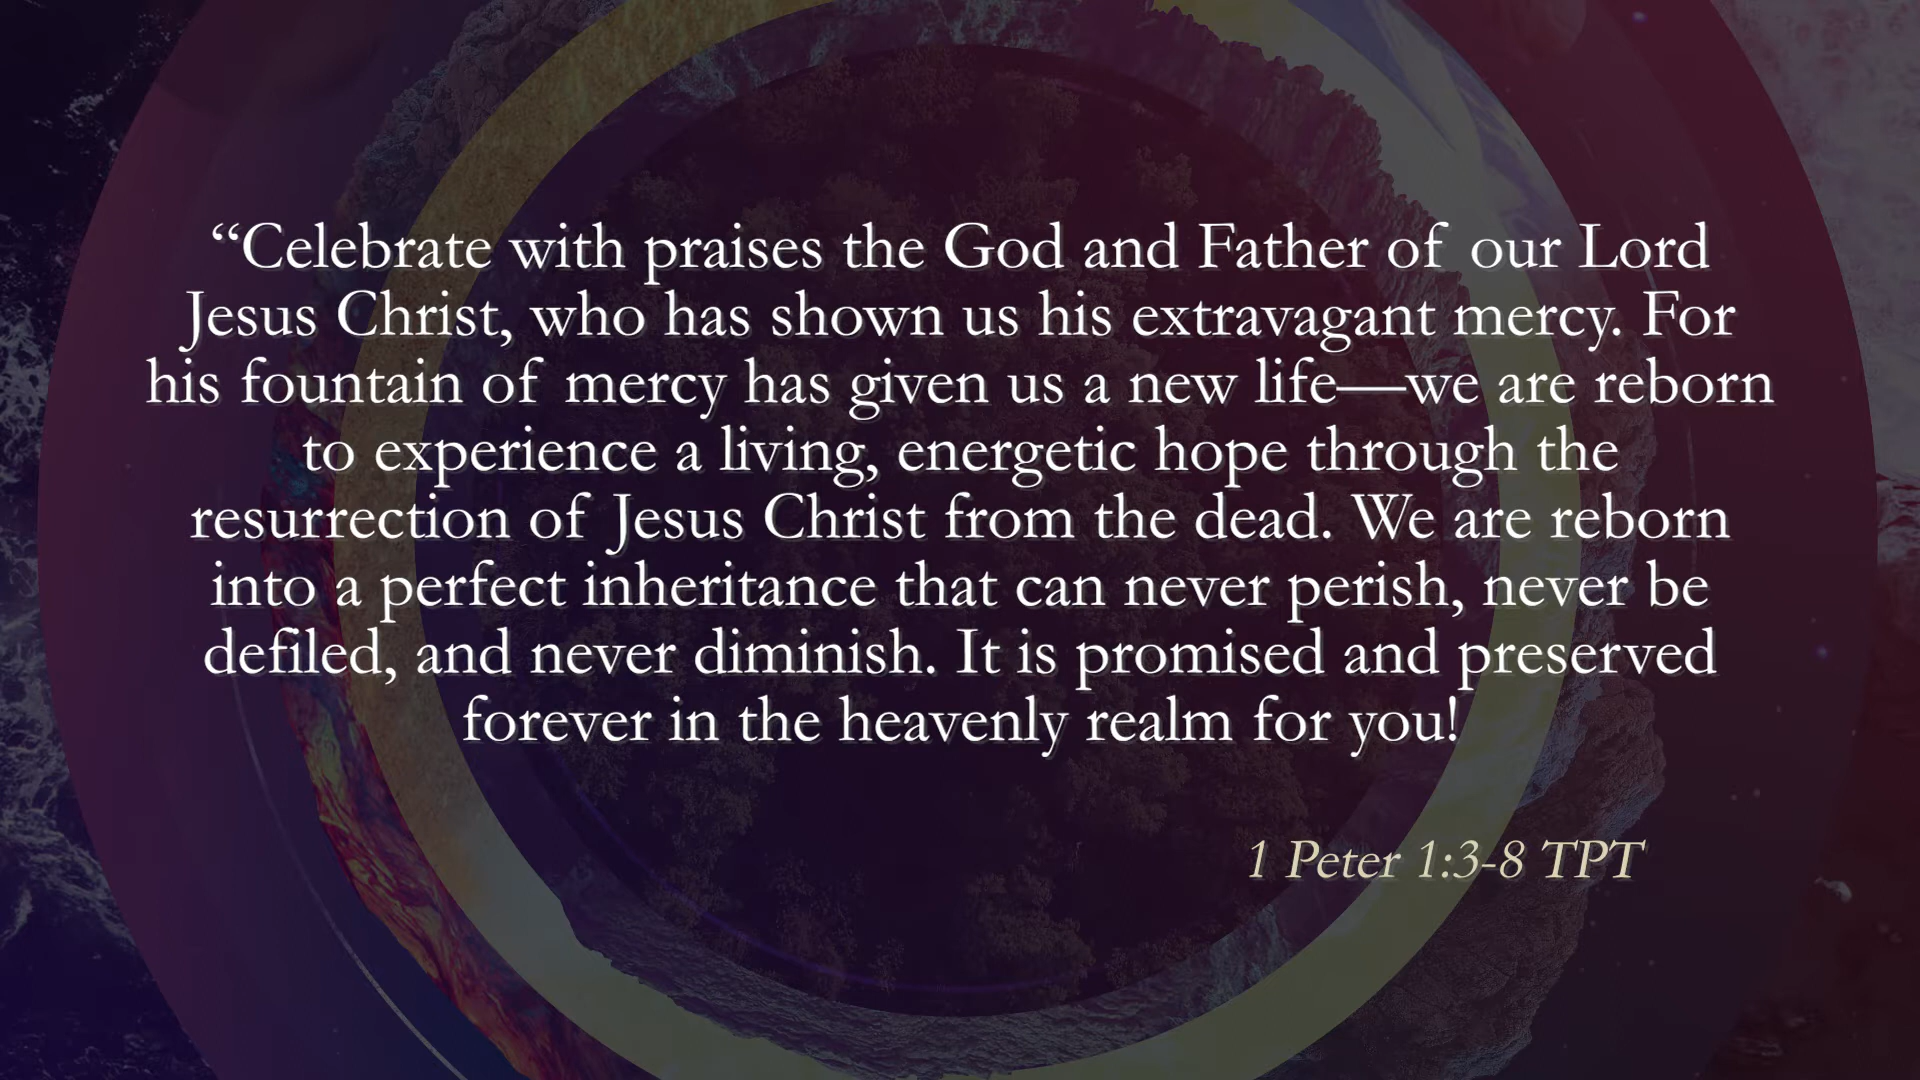 “Celebrate with praises the God and Father of our Lord
Jesus Christ, who has shown us his extravagant mercy. For
his fountain of mercy has given us a new life—we are reborn
to experience a living, energetic hope through the
resurrection of Jesus Christ from the dead. We are reborn
into a perfect inheritance that can never perish, never be
defiled, and never diminish. It is promised and preserved
forever in the heavenly realm for you!
1 Peter 1:3-8 TPT